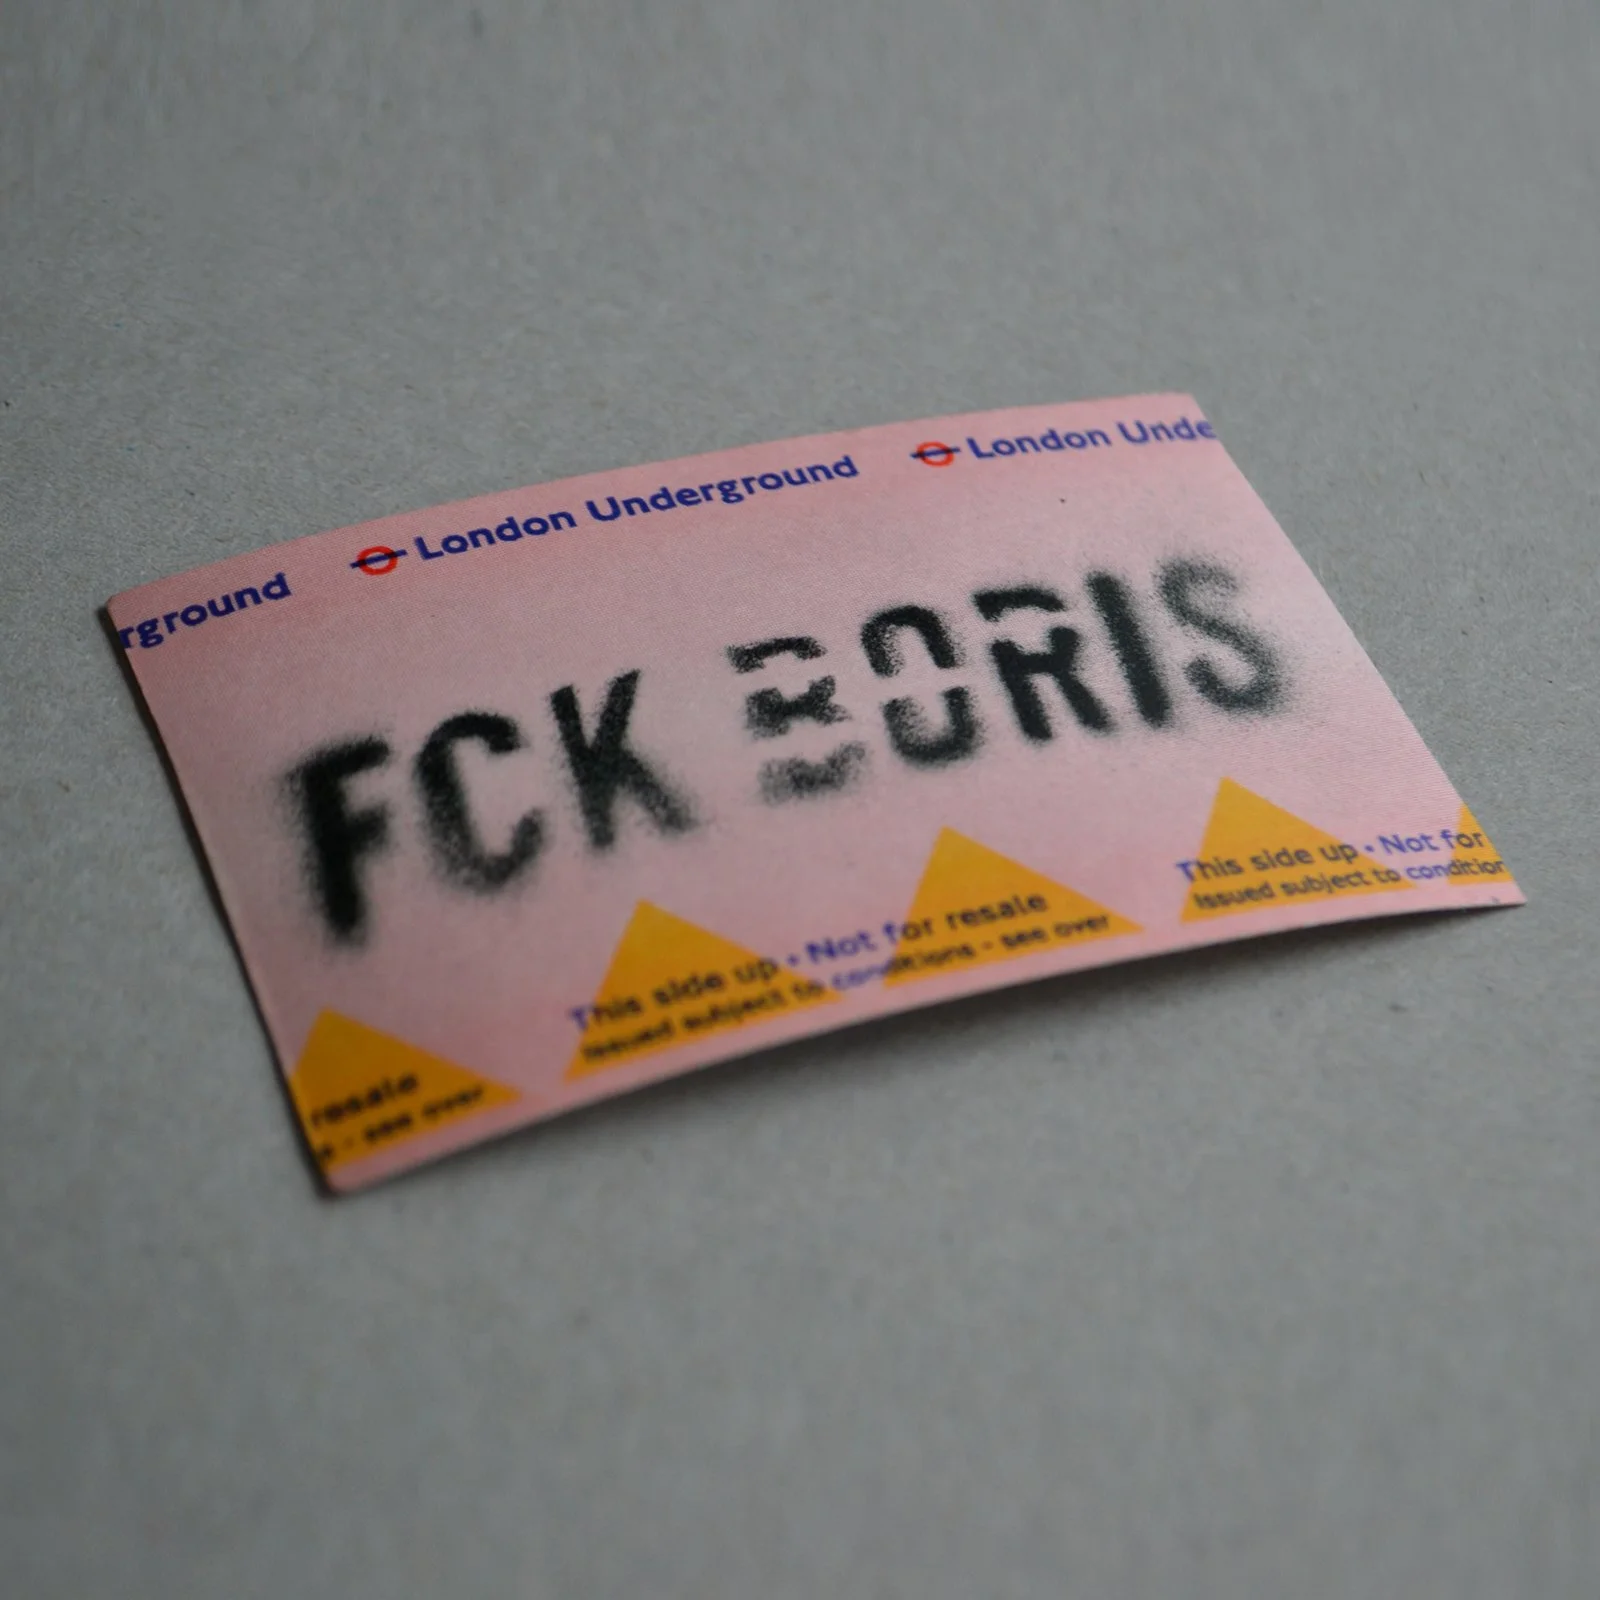 rground London Underground London Unde
FCK BORIS
This side up • Not for
Issued subject to condition
This side up • Not for resale
Issued subject to conditions - see over
resale
s - see over